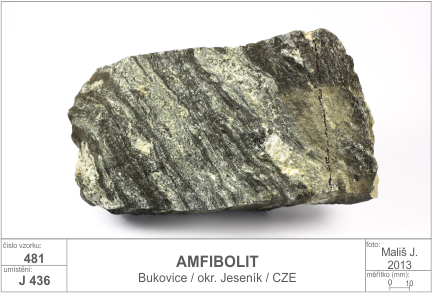 číslo vzorku:
481
umístění:
J 436
AMFIBOLIT
Bukovice / okr. Jeseník / CZE
foto:
Mališ J.
2013
měřítko (mm):
0 10